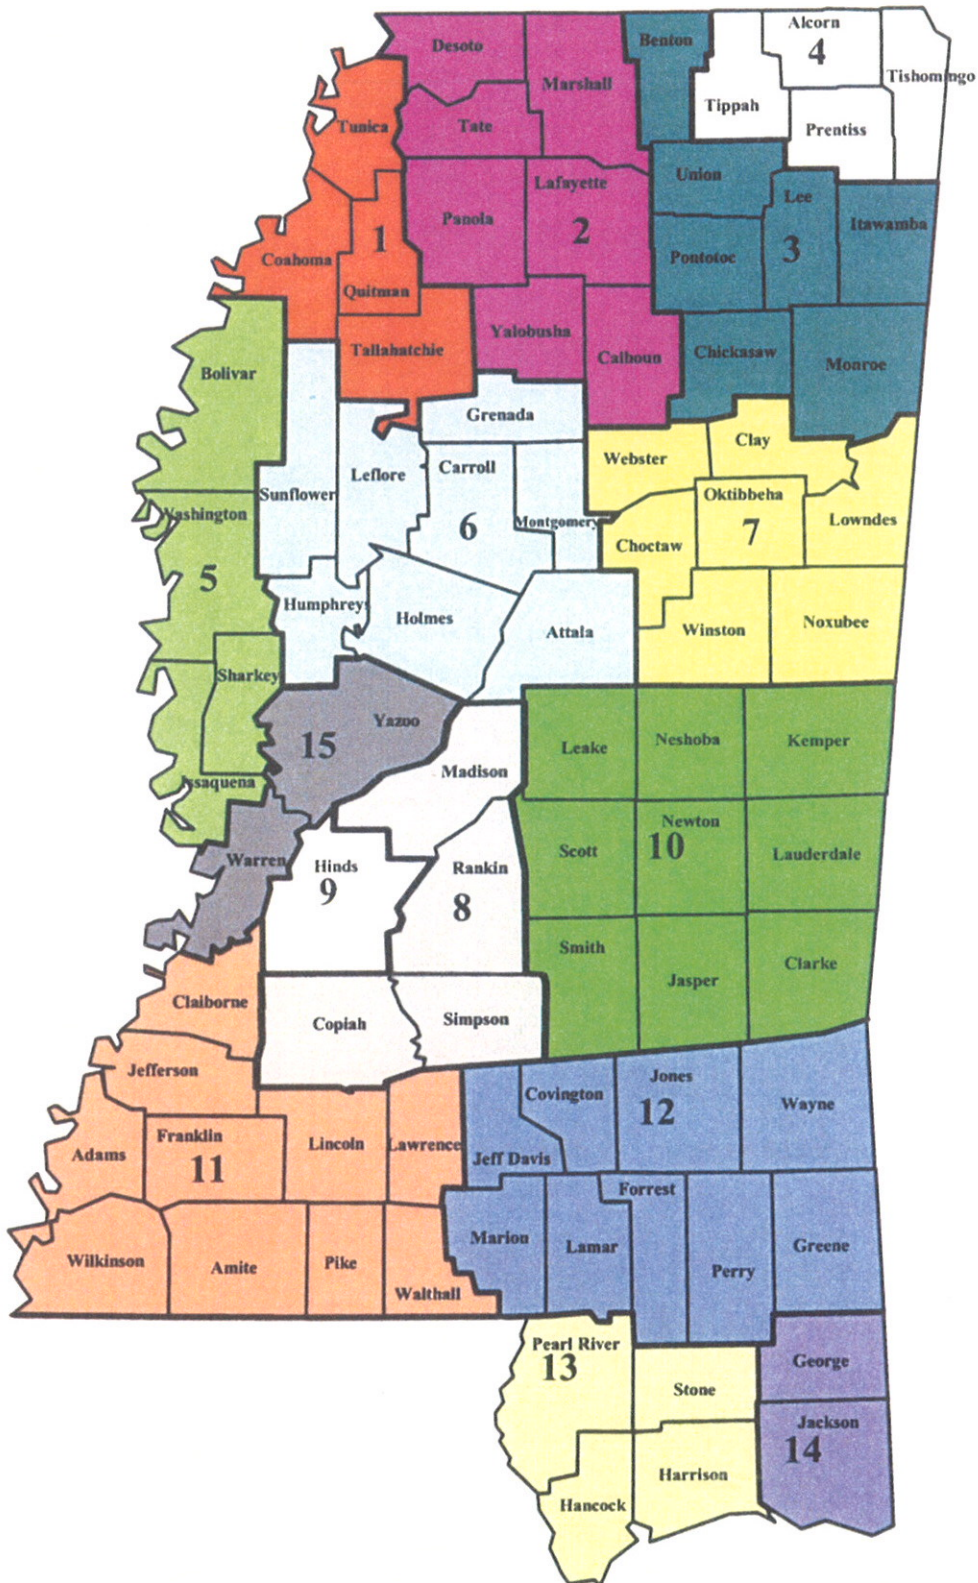 Alcorn
4
Desoto
Benton
Tishomingo
Marshall
Tippah
Tunica
Tate
Prentiss
Union
Lafayette
Lee
Panola
2
Itawamba
1
3
Coahoma
Pontotoc
Quitman
Yalobusha
Tallahatchie
Calhoun
Chickasaw
Monroe
Bolivar
Grenada
Webster
Clay
Leflore
Carroll
Sunflower
Oktibbeha
Washington
6
Montgomery
7
Lowndes
Choctaw
5
Humphreys
Holmes
Attala
Winston
Noxubee
Sharkey
Yazoo
15
Leake
Neshoba
Kemper
Issaquena
Madison
Newton
Scott
10
Lauderdale
Warren
Hinds
9
Rankin
8
Smith
Jasper
Clarke
Claiborne
Copiah
Simpson
Jefferson
Covington
Jones
12
Wayne
Adams
Franklin
11
Lincoln
Lawrence
Jeff Davis
Forrest
Marion
Lamar
Greene
Wilkinson
Amite
Pike
Perry
Walthall
Pearl River
13
George
Stone
Jackson
14
Harrison
Hancock